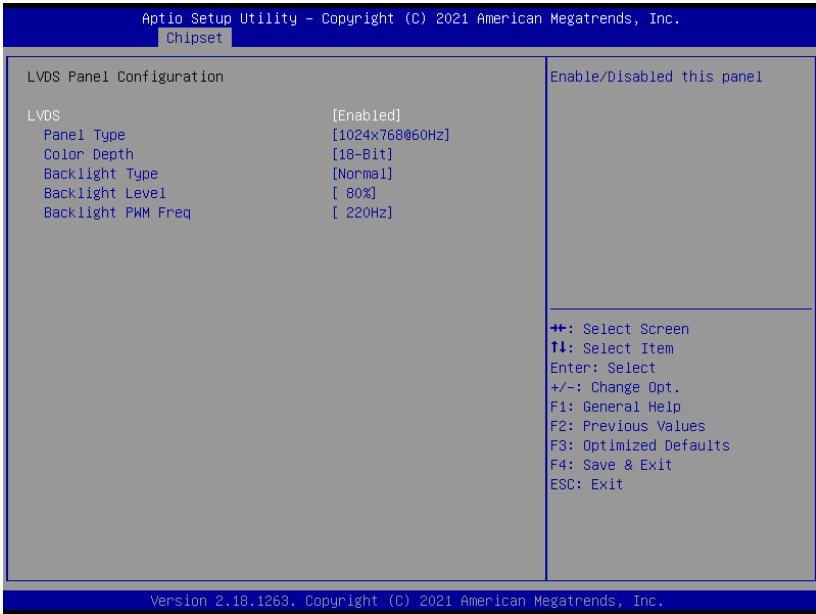 Aptio Setup Utility – Copyright (C) 2021 American Megatrends, Inc.
Chipset
LVDS Panel Configuration
LVDS [Enabled]
Panel Type [1024x768@60Hz]
Color Depth [18-Bit]
Backlight Type [Normal]
Backlight Level [ 80%]
Backlight PWM Freq [ 220Hz]
Enable/Disabled this panel
→←: Select Screen
↑↓: Select Item
Enter: Select
+/-: Change Opt.
F1: General Help
F2: Previous Values
F3: Optimized Defaults
F4: Save & Exit
ESC: Exit
Version 2.18.1263. Copyright (C) 2021 American Megatrends, Inc.